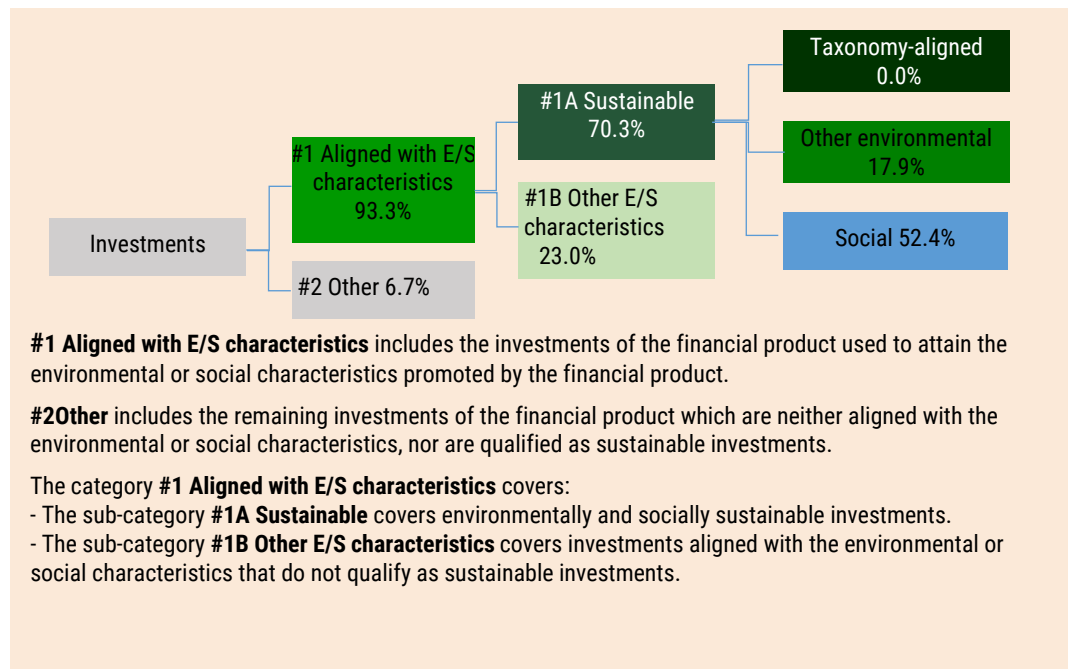 Investments
#1 Aligned with E/S
characteristics
93.3%
#2 Other 6.7%
#1A Sustainable
70.3%
#1B Other E/S
characteristics
23.0%
Taxonomy-aligned
0.0%
Other environmental
17.9%
Social 52.4%
#1 Aligned with E/S characteristics includes the investments of the financial product used to attain the
environmental or social characteristics promoted by the financial product.
#2Other includes the remaining investments of the financial product which are neither aligned with the
environmental or social characteristics, nor are qualified as sustainable investments.
The category #1 Aligned with E/S characteristics covers:
- The sub-category #1A Sustainable covers environmentally and socially sustainable investments.
- The sub-category #1B Other E/S characteristics covers investments aligned with the environmental or
social characteristics that do not qualify as sustainable investments.